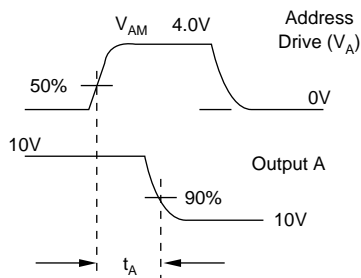 V_AM 4.0V
Address
Drive (V_A)
50%
0V
10V
Output A
90%
10V
t_A